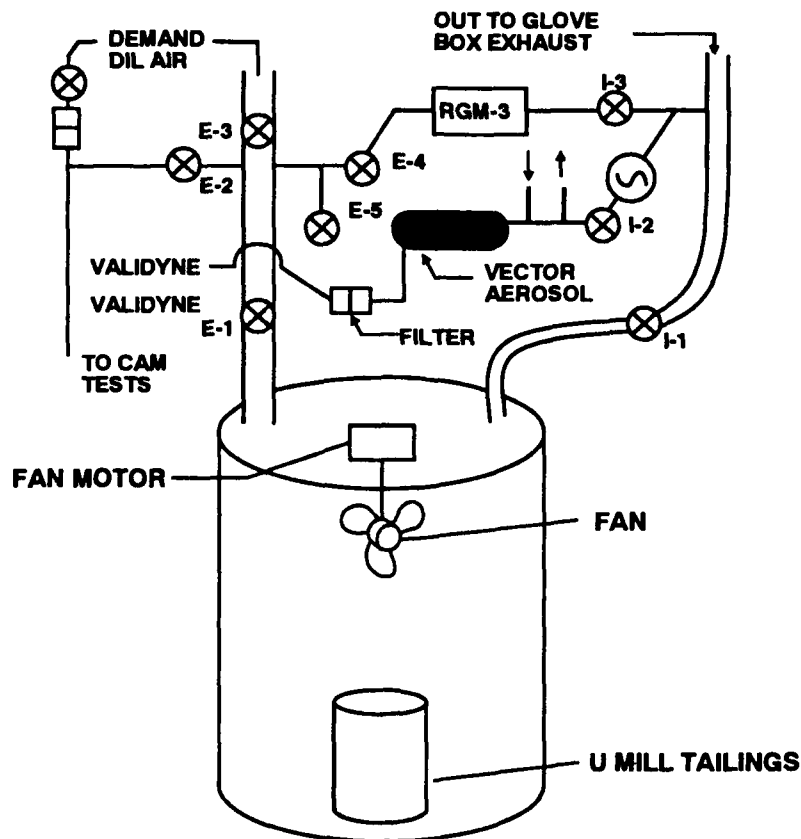 DEMAND
DIL AIR
OUT TO GLOVE
BOX EXHAUST
I-3
RGM-3
E-3
E-4
E-2
E-5
I-2
VALIDYNE
VECTOR
AEROSOL
VALIDYNE
E-1
FILTER
I-1
TO CAM
TESTS
FAN MOTOR
FAN
U MILL TAILINGS